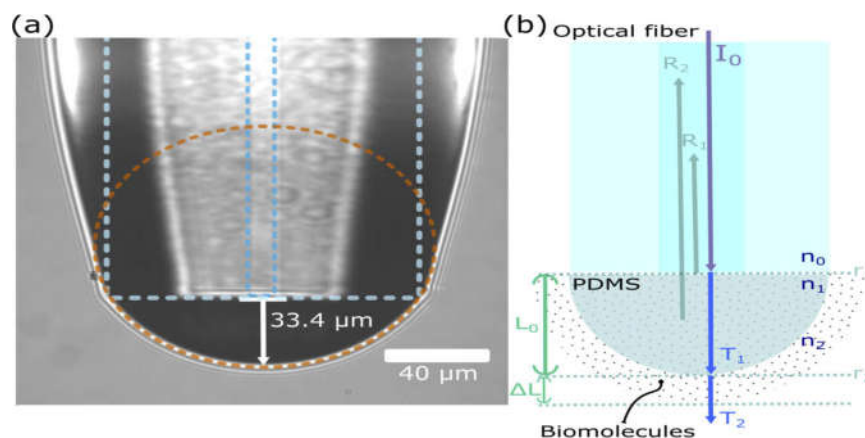 (a)
33.4 μm
40 μm
(b)
Optical fiber
I₀
R₂
R₁
n₀
PDMS
n₁
r
L₀
n₂
T₁
r
ΔL
T₂
Biomolecules